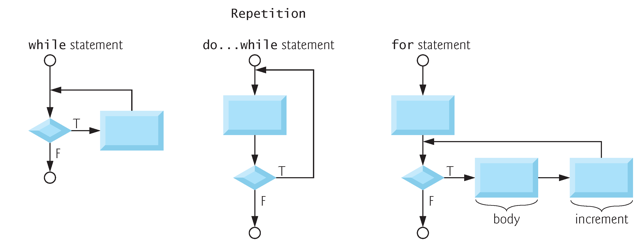 Repetition
while statement
do...while statement
for statement
T
F
T
F
T
F
body
increment